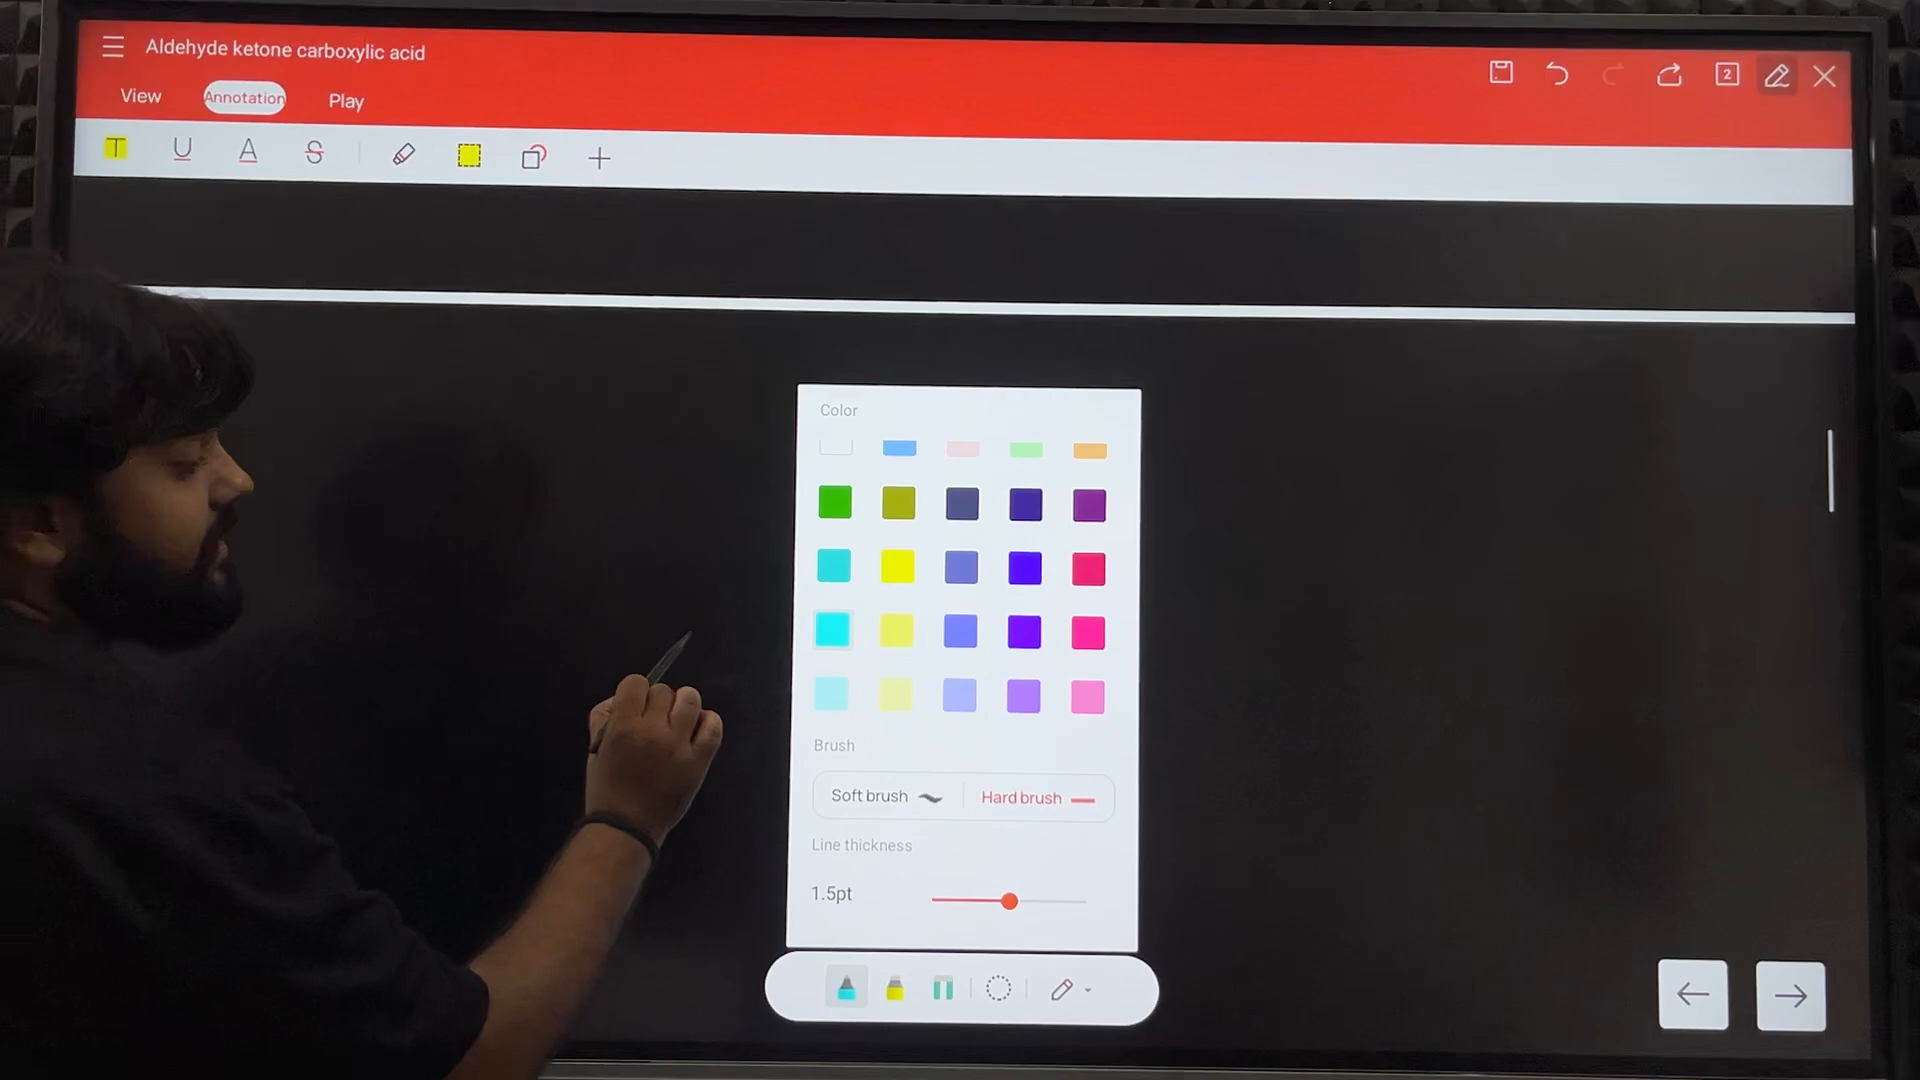 Aldehyde ketone carboxylic acid
View Annotation Play
2
T U A S
Color
Brush
Soft brush Hard brush
Line thickness
1.5pt